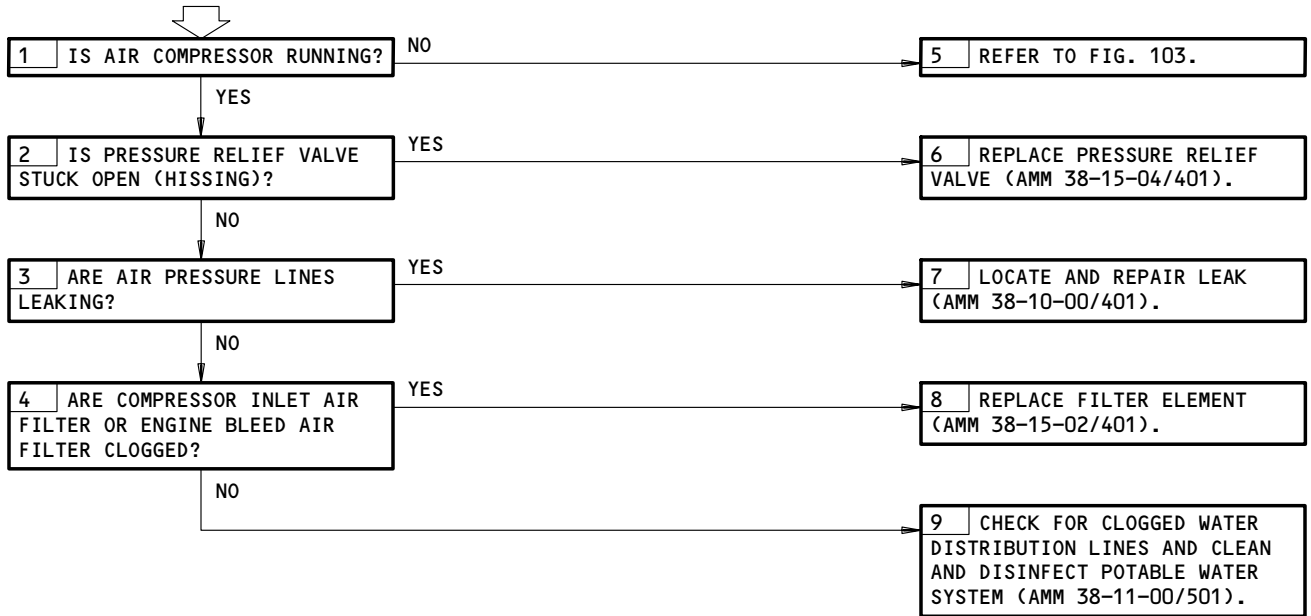 1 IS AIR COMPRESSOR RUNNING?
NO
5 REFER TO FIG. 103.
YES
2 IS PRESSURE RELIEF VALVE
STUCK OPEN (HISSING)?
YES
6 REPLACE PRESSURE RELIEF
VALVE (AMM 38-15-04/401).
NO
3 ARE AIR PRESSURE LINES
LEAKING?
YES
7 LOCATE AND REPAIR LEAK
(AMM 38-10-00/401).
NO
4 ARE COMPRESSOR INLET AIR
FILTER OR ENGINE BLEED AIR
FILTER CLOGGED?
YES
8 REPLACE FILTER ELEMENT
(AMM 38-15-02/401).
NO
9 CHECK FOR CLOGGED WATER
DISTRIBUTION LINES AND CLEAN
AND DISINFECT POTABLE WATER
SYSTEM (AMM 38-11-00/501).